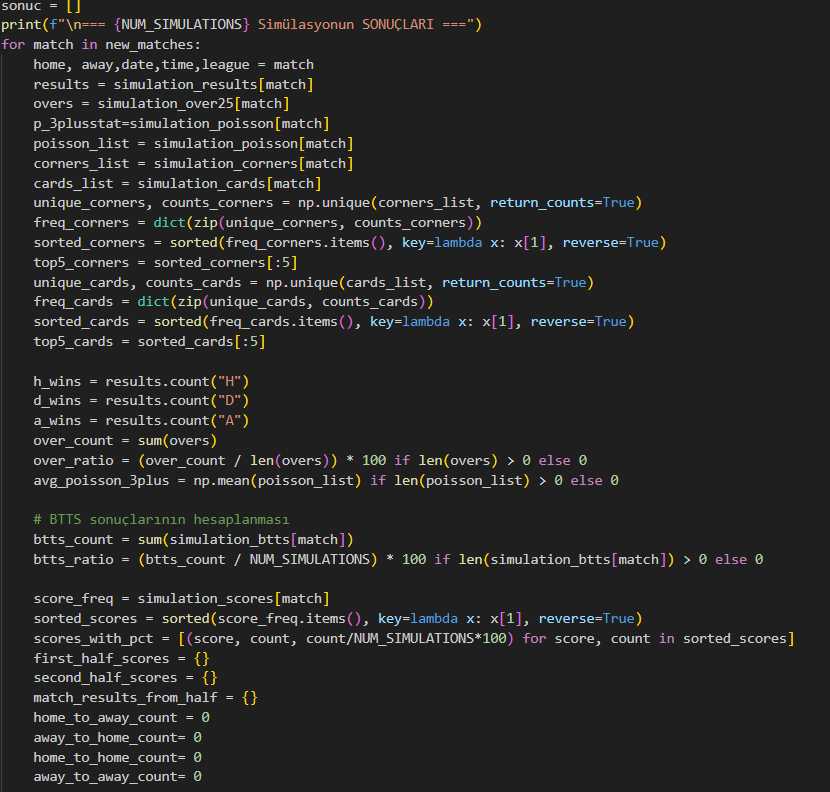 sonuc = []
print(f"\n=== {NUM_SIMULATIONS} Simülasyonun SONUÇLARI ===")
for match in new_matches:
    home, away,date,time,league = match
    results = simulation_results[match]
    overs = simulation_over25[match]
    p_3plusstat=simulation_poisson[match]
    poisson_list = simulation_poisson[match]
    corners_list = simulation_corners[match]
    cards_list = simulation_cards[match]
    unique_corners, counts_corners = np.unique(corners_list, return_counts=True)
    freq_corners = dict(zip(unique_corners, counts_corners))
    sorted_corners = sorted(freq_corners.items(), key=lambda x: x[1], reverse=True)
    top5_corners = sorted_corners[:5]
    unique_cards, counts_cards = np.unique(cards_list, return_counts=True)
    freq_cards = dict(zip(unique_cards, counts_cards))
    sorted_cards = sorted(freq_cards.items(), key=lambda x: x[1], reverse=True)
    top5_cards = sorted_cards[:5]

    h_wins = results.count("H")
    d_wins = results.count("D")
    a_wins = results.count("A")
    over_count = sum(overs)
    over_ratio = (over_count / len(overs)) * 100 if len(overs) > 0 else 0
    avg_poisson_3plus = np.mean(poisson_list) if len(poisson_list) > 0 else 0

    # BTTS sonuçlarının hesaplanması
    btts_count = sum(simulation_btts[match])
    btts_ratio = (btts_count / NUM_SIMULATIONS) * 100 if len(simulation_btts[match]) > 0 else 0

    score_freq = simulation_scores[match]
    sorted_scores = sorted(score_freq.items(), key=lambda x: x[1], reverse=True)
    scores_with_pct = [(score, count, count/NUM_SIMULATIONS*100) for score, count in sorted_scores]
    first_half_scores = {}
    second_half_scores = {}
    match_results_from_half = {}
    home_to_away_count = 0
    away_to_home_count= 0
    home_to_home_count= 0
    away_to_away_count= 0